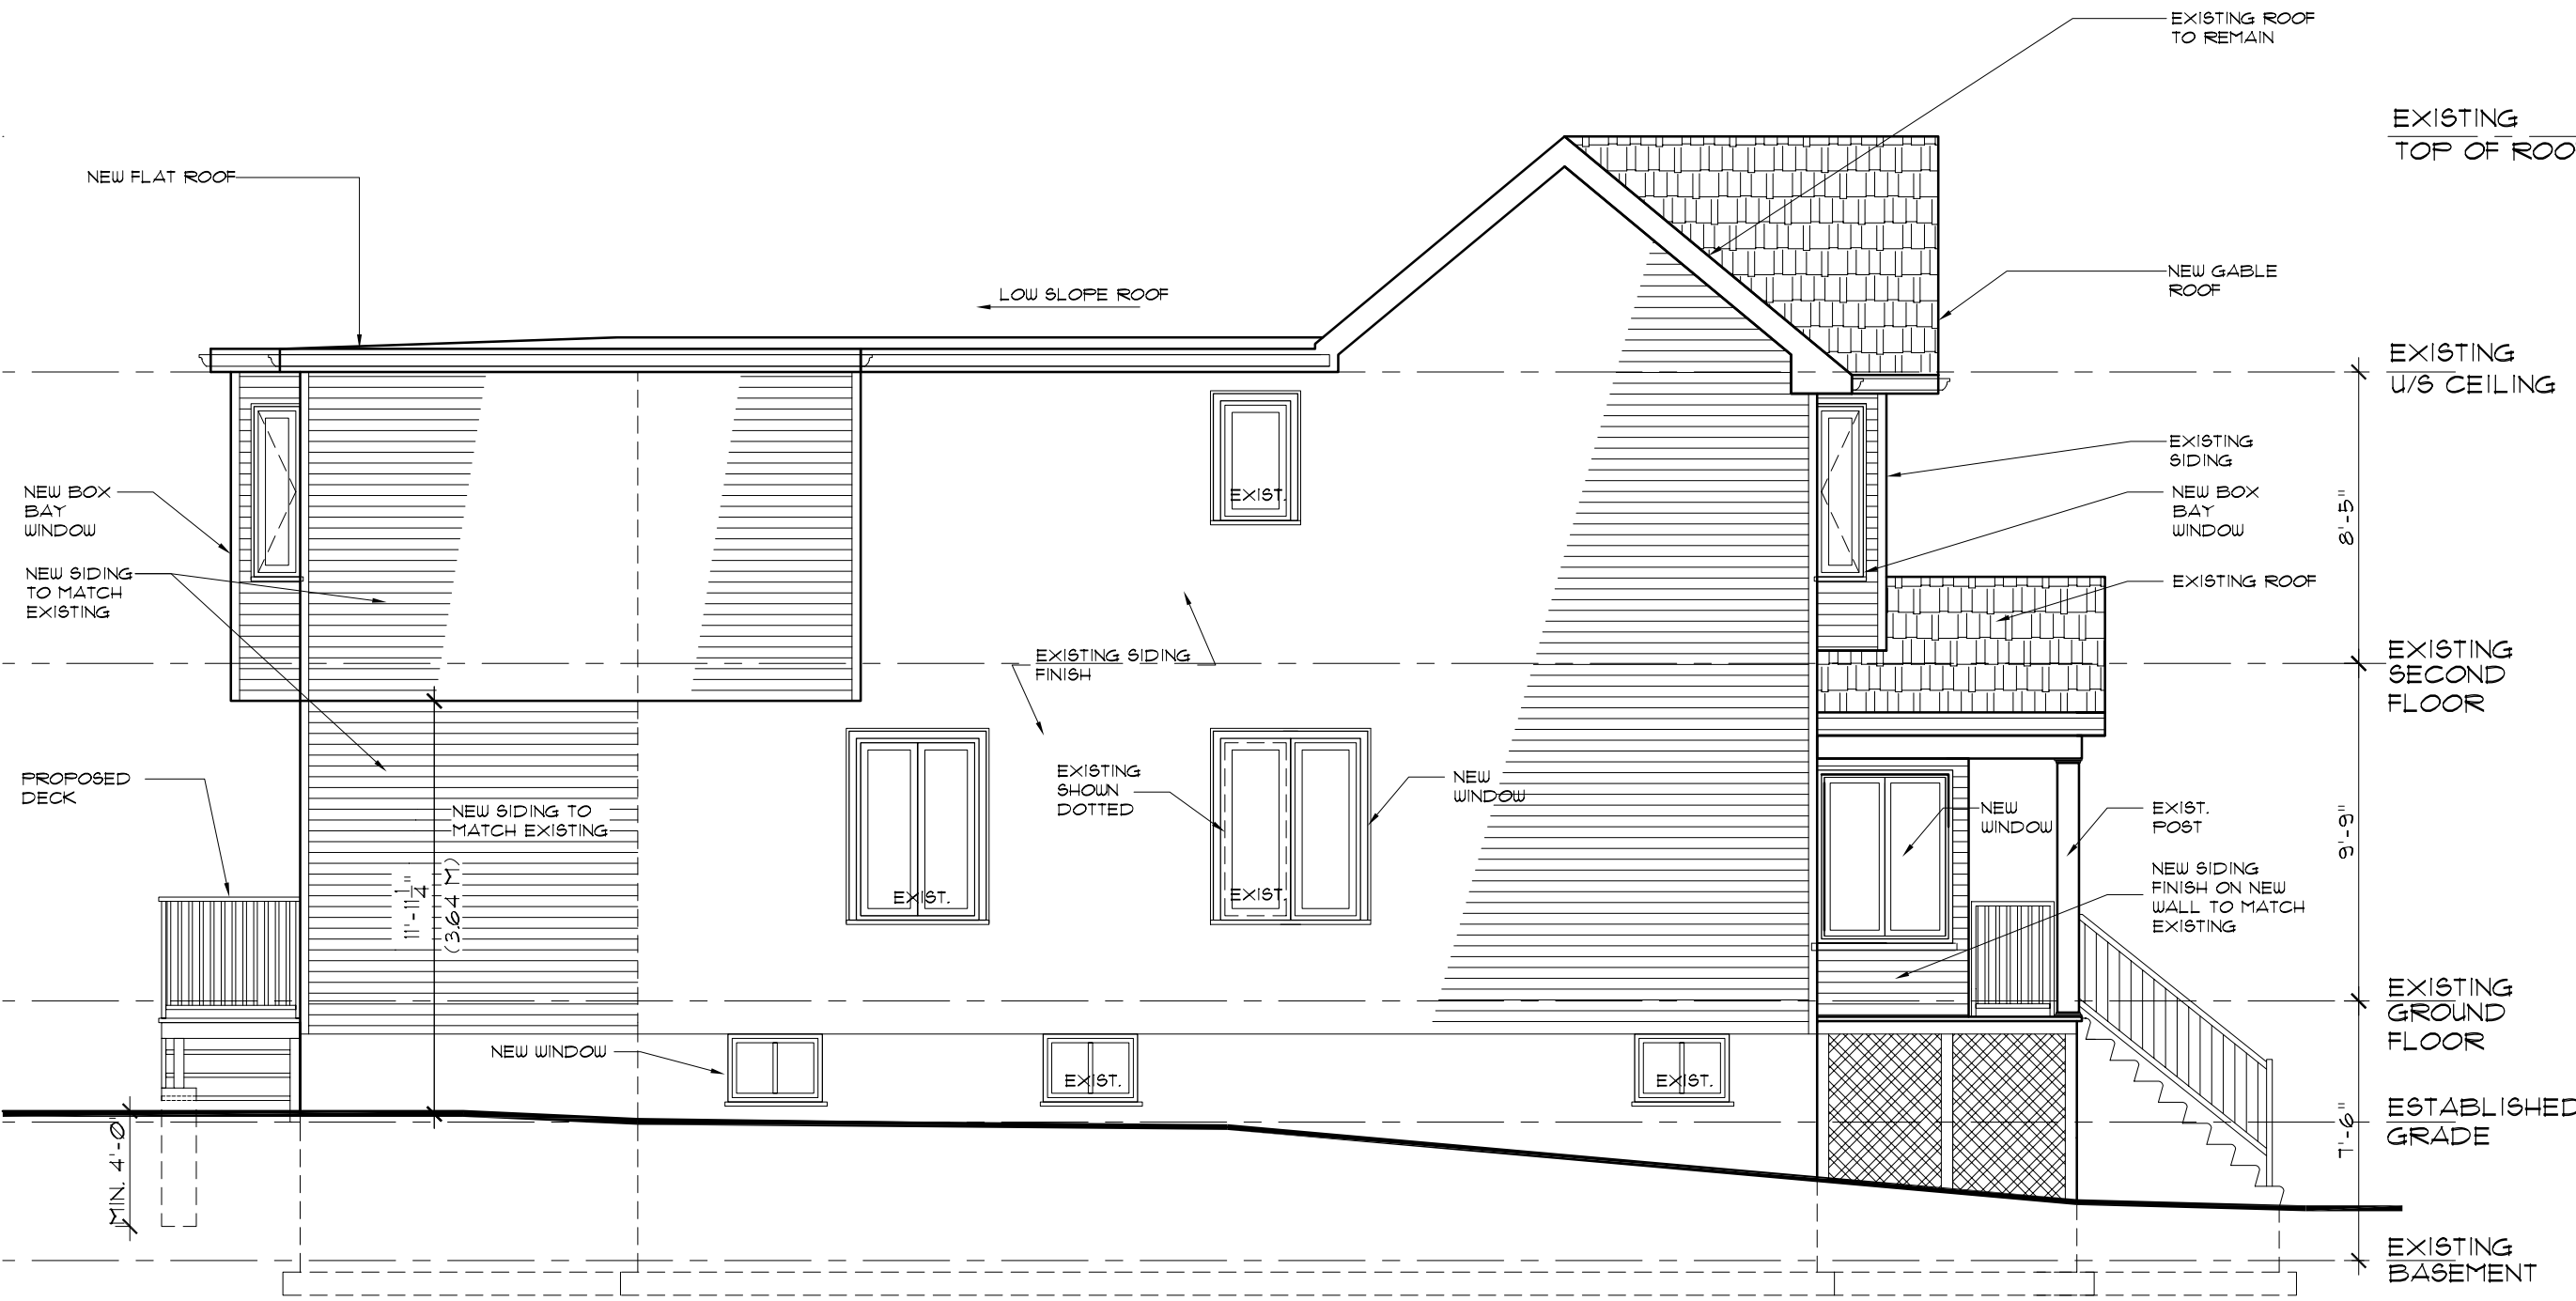 EXISTING ROOF
TO REMAIN
EXISTING
TOP OF ROO
NEW FLAT ROOF
LOW SLOPE ROOF
NEW GABLE
ROOF
EXISTING
U/S CEILING
EXISTING
SIDING
NEW BOX
BAY
WINDOW
NEW BOX
BAY
WINDOW
EXIST.
8'-5"
NEW SIDING
TO MATCH
EXISTING
EXISTING ROOF
EXISTING SIDING
FINISH
EXISTING
SECOND
FLOOR
PROPOSED
DECK
NEW SIDING TO
MATCH EXISTING
EXISTING
SHOWN
DOTTED
NEW
WINDOW
NEW
WINDOW
EXIST.
POST
9'-9"
11'-11 1/4"
(3.64 M)
EXIST.
EXIST.
NEW SIDING
FINISH ON NEW
WALL TO MATCH
EXISTING
EXISTING
GROUND
FLOOR
NEW WINDOW
EXIST.
EXIST.
MIN. 4'-0"
7'-6"
ESTABLISHED
GRADE
EXISTING
BASEMENT